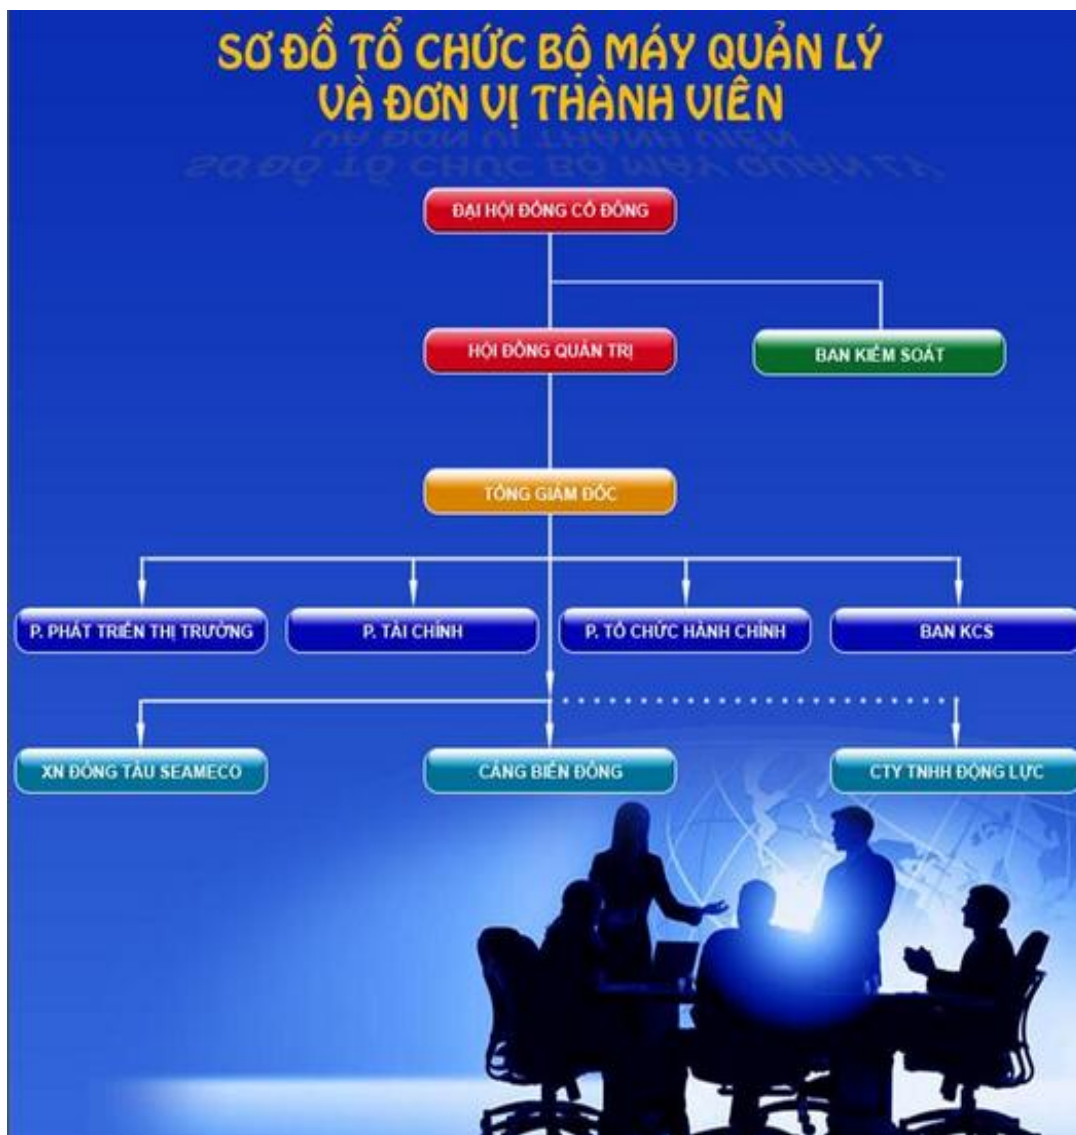 SƠ ĐỒ TỔ CHỨC BỘ MÁY QUẢN LÝ
VÀ ĐƠN VỊ THÀNH VIÊN
ĐẠI HỘI ĐỒNG CỔ ĐÔNG
HỘI ĐỒNG QUẢN TRỊ
BAN KIỂM SOÁT
TỔNG GIÁM ĐỐC
P. PHÁT TRIỂN THỊ TRƯỜNG
P. TÀI CHÍNH
P. TỔ CHỨC HÀNH CHÍNH
BAN KCS
XN ĐÓNG TÀU SEAMECO
CẢNG BIỂN ĐÔNG
CTY TNHH ĐỘNG LỰC